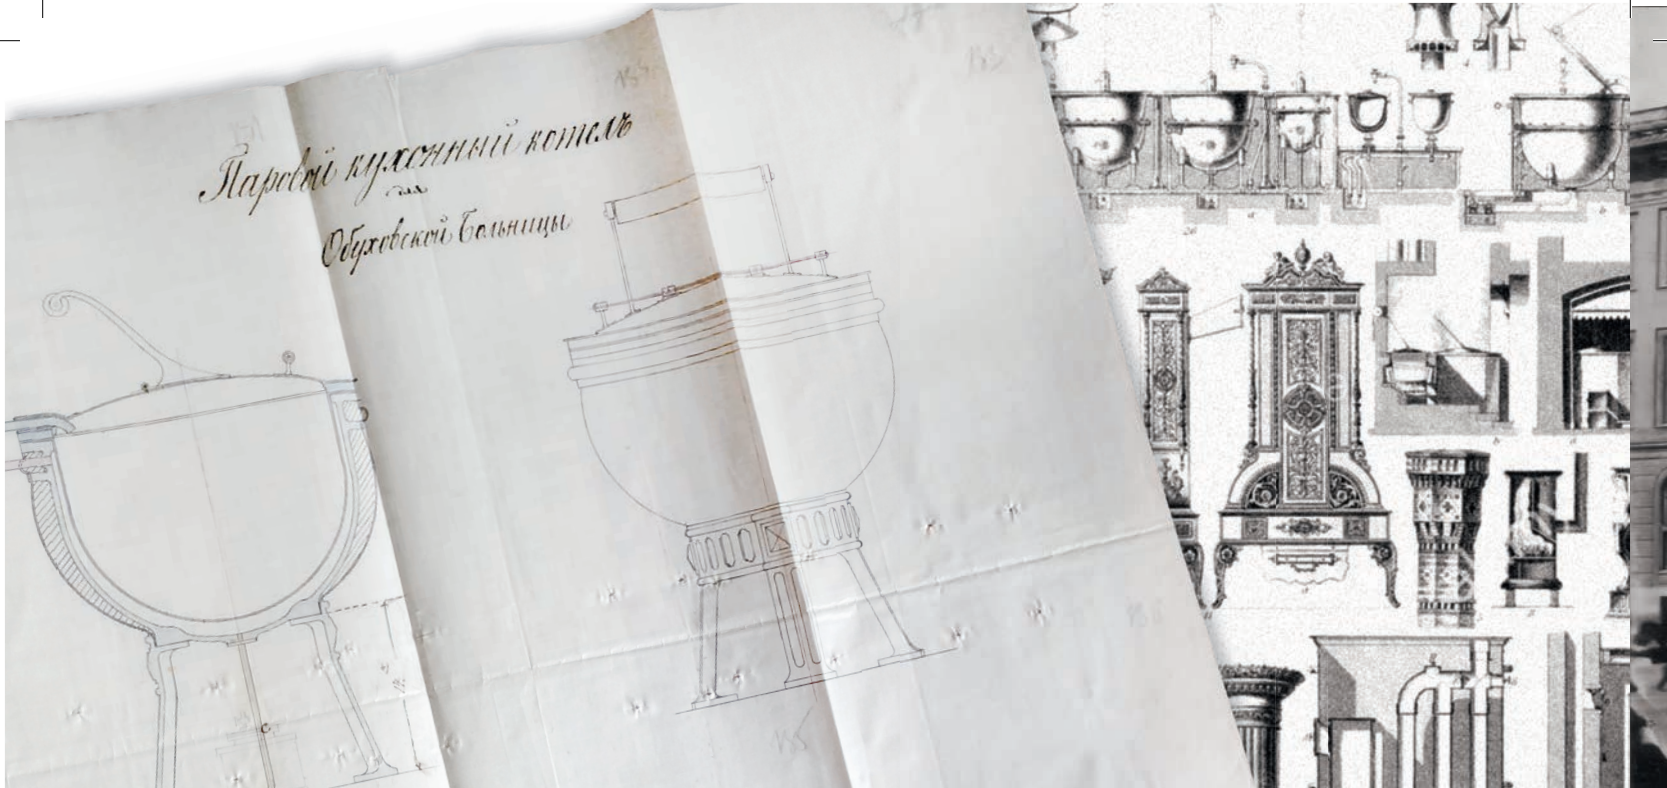 Паровой кухонный котелъ
для
Обуховской Больницы